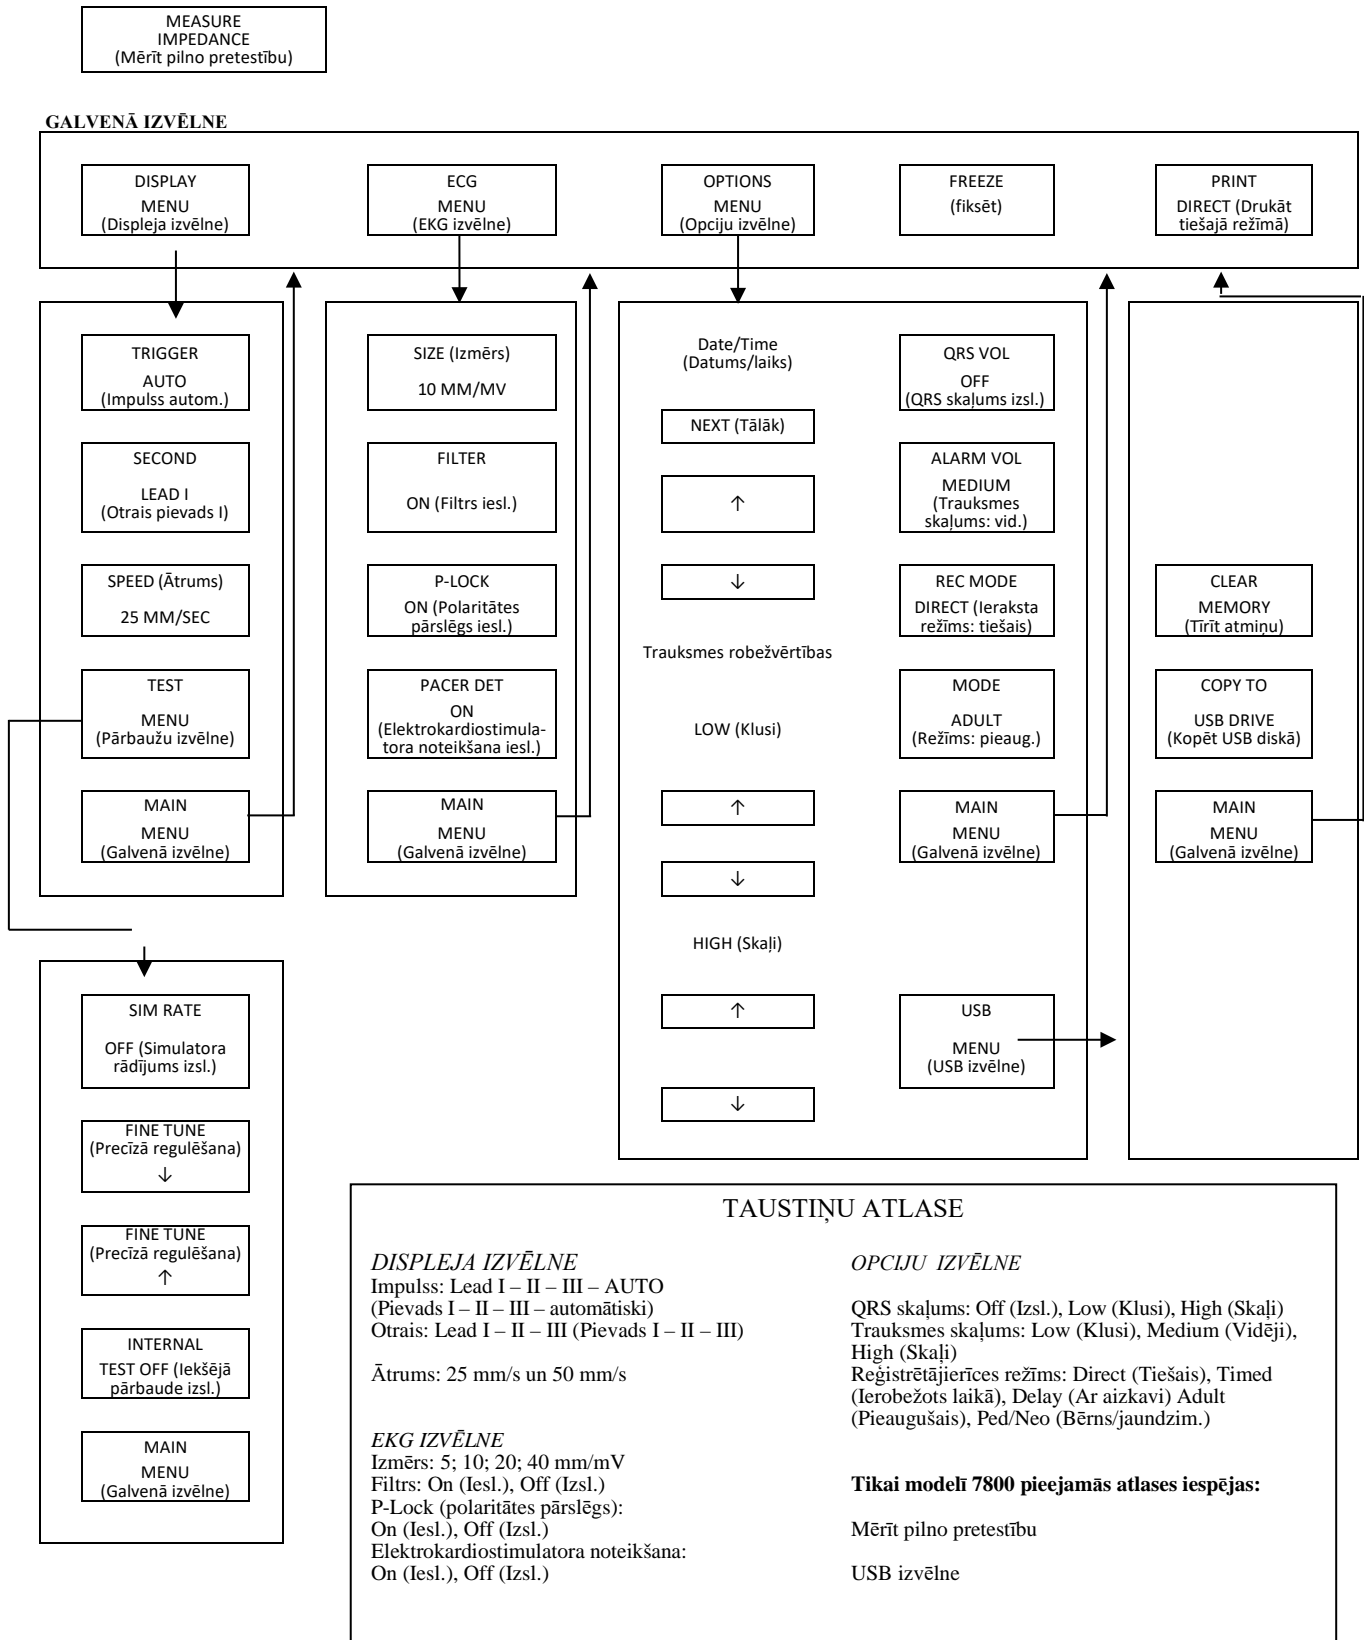 MEASURE
IMPEDANCE
(Mērīt pilno pretestību)
GALVENĀ IZVĒLNE
DISPLAY
MENU
(Displeja izvēlne)
ECG
MENU
(EKG izvēlne)
OPTIONS
MENU
(Opciju izvēlne)
FREEZE
(fiksēt)
PRINT
DIRECT (Drukāt
tiešajā režīmā)
TRIGGER
AUTO
(Impulss autom.)
SECOND
LEAD I
(Otrais pievads I)
SPEED (Ātrums)
25 MM/SEC
TEST
MENU
(Pārbaužu izvēlne)
MAIN
MENU
(Galvenā izvēlne)
SIZE (Izmērs)
10 MM/MV
FILTER
ON (Filtrs iesl.)
P-LOCK
ON (Polaritātes
pārslēgs iesl.)
PACER DET
ON
(Elektrokardiostimula-
tora noteikšana iesl.)
MAIN
MENU
(Galvenā izvēlne)
Date/Time
(Datums/laiks)
NEXT (Tālāk)
↑
↓
Trauksmes robežvērtības
LOW (Klusi)
↑
↓
HIGH (Skaļi)
↑
↓
QRS VOL
OFF
(QRS skaļums izsl.)
ALARM VOL
MEDIUM
(Trauksmes
skaļums: vid.)
REC MODE
DIRECT (Ieraksta
režīms: tiešais)
MODE
ADULT
(Režīms: pieaug.)
MAIN
MENU
(Galvenā izvēlne)
USB
MENU
(USB izvēlne)
CLEAR
MEMORY
(Tīrīt atmiņu)
COPY TO
USB DRIVE
(Kopēt USB diskā)
MAIN
MENU
(Galvenā izvēlne)
SIM RATE
OFF (Simulatora
rādījums izsl.)
FINE TUNE
(Precīzā regulēšana)
↓
FINE TUNE
(Precīzā regulēšana)
↑
INTERNAL
TEST OFF (Iekšējā
pārbaude izsl.)
MAIN
MENU
(Galvenā izvēlne)
TAUSTIŅU ATLASE
DISPLEJA IZVĒLNE
Impulss: Lead I – II – III – AUTO
(Pievads I – II – III – automātiski)
Otrais: Lead I – II – III (Pievads I – II – III)
Ātrums: 25 mm/s un 50 mm/s
EKG IZVĒLNE
Izmērs: 5; 10; 20; 40 mm/mV
Filtrs: On (Iesl.), Off (Izsl.)
P-Lock (polaritātes pārslēgs):
On (Iesl.), Off (Izsl.)
Elektrokardiostimulatora noteikšana:
On (Iesl.), Off (Izsl.)
OPCIJU IZVĒLNE
QRS skaļums: Off (Izsl.), Low (Klusi), High (Skaļi)
Trauksmes skaļums: Low (Klusi), Medium (Vidēji),
High (Skaļi)
Reģistrētājierīces režīms: Direct (Tiešais), Timed
(Ierobežots laikā), Delay (Ar aizkavi) Adult
(Pieaugušais), Ped/Neo (Bērns/jaundzim.)
Tikai modelī 7800 pieejamās atlases iespējas:
Mērīt pilno pretestību
USB izvēlne